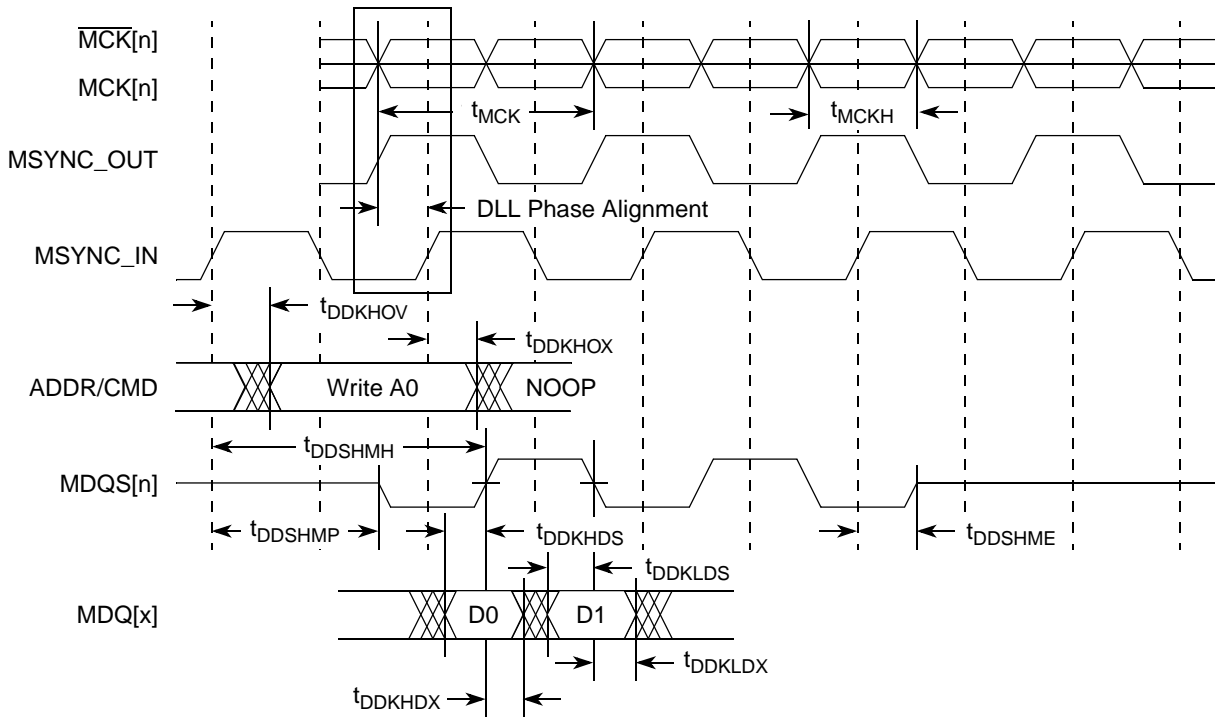 MCK[n]
MCK[n]
tMCK
tMCKH
MSYNC_OUT
DLL Phase Alignment
MSYNC_IN
tDDKHOV
tDDKHOX
ADDR/CMD
Write A0
NOOP
tDDSHMH
MDQS[n]
tDDSHMP
tDDKHDS
tDDSHME
tDDKLDS
MDQ[x]
D0
D1
tDDKLDX
tDDKHDX